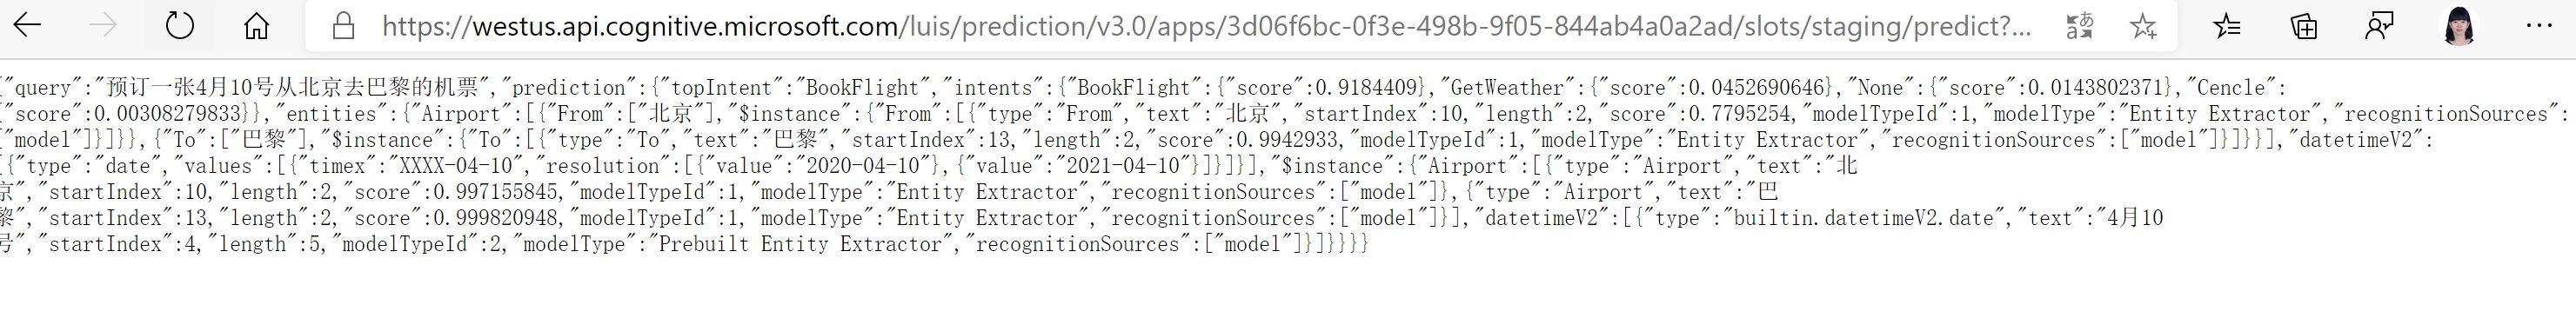 https://westus.api.cognitive.microsoft.com/luis/prediction/v3.0/apps/3d06f6bc-0f3e-498b-9f05-844ab4a0a2ad/slots/staging/predict?...
{"query":"预订一张4月10号从北京去巴黎的机票","prediction":{"topIntent":"BookFlight","intents":{"BookFlight":{"score":0.9184409},"GetWeather":{"score":0.0452690646},"None":{"score":0.0143802371},"Cencle":
{"score":0.00308279833}},"entities":{"Airport":[{"From":["北京"],"$instance":{"From":[{"type":"From","text":"北京","startIndex":10,"length":2,"score":0.7795254,"modelTypeId":1,"modelType":"Entity Extractor","recognitionSources":
["model"]}]}},{"To":["巴黎"],"$instance":{"To":[{"type":"To","text":"巴黎","startIndex":13,"length":2,"score":0.9942933,"modelTypeId":1,"modelType":"Entity Extractor","recognitionSources":["model"]}]}}],"datetimeV2":
[{"type":"date","values":[{"timex":"XXXX-04-10","resolution":[{"value":"2020-04-10"},{"value":"2021-04-10"}]}]}],"$instance":{"Airport":[{"type":"Airport","text":"北
京","startIndex":10,"length":2,"score":0.997155845,"modelTypeId":1,"modelType":"Entity Extractor","recognitionSources":["model"]},{"type":"Airport","text":"巴
黎","startIndex":13,"length":2,"score":0.999820948,"modelTypeId":1,"modelType":"Entity Extractor","recognitionSources":["model"]}],"datetimeV2":[{"type":"builtin.datetimeV2.date","text":"4月10
号","startIndex":4,"length":5,"modelTypeId":2,"modelType":"Prebuilt Entity Extractor","recognitionSources":["model"]}]}}}}